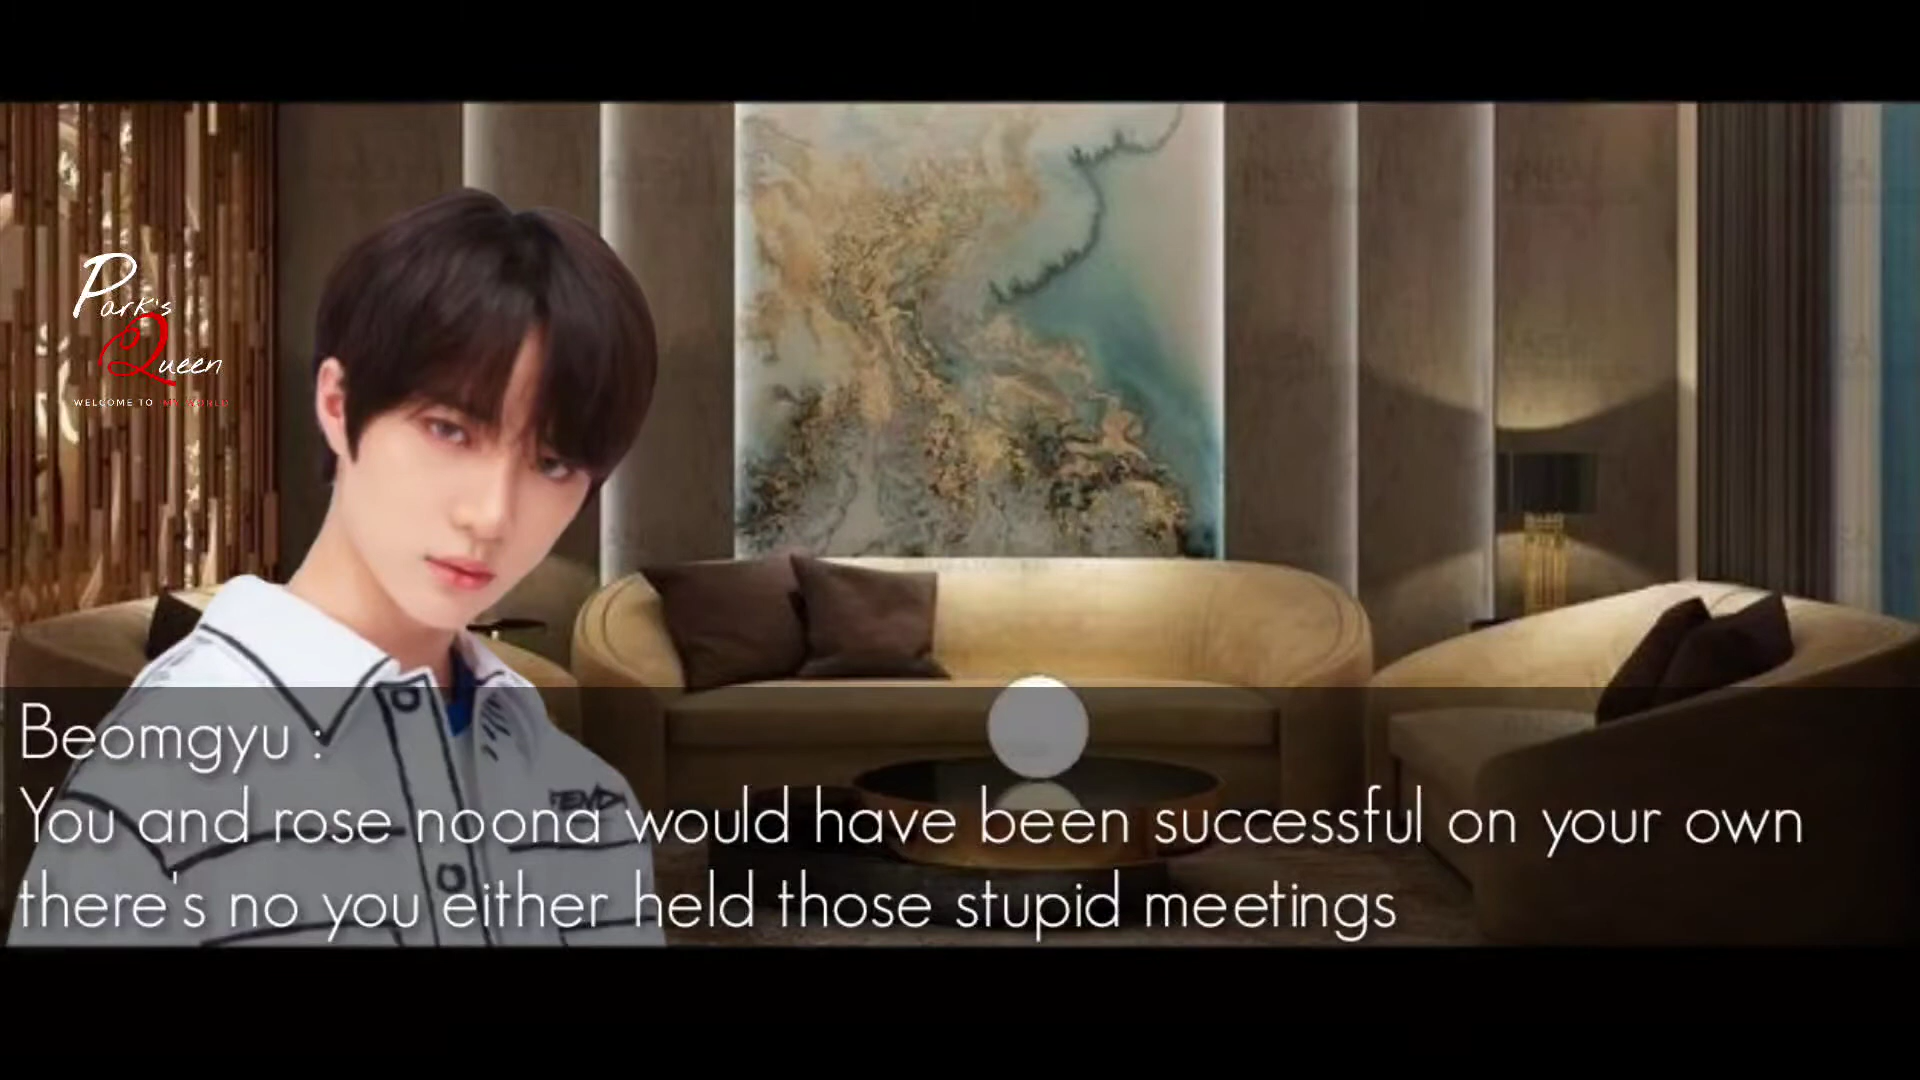 Park's
Queen
WELCOME TO MY WORLD
Beomgyu :
You and rose noona would have been successful on your own
there's no you either held those stupid meetings